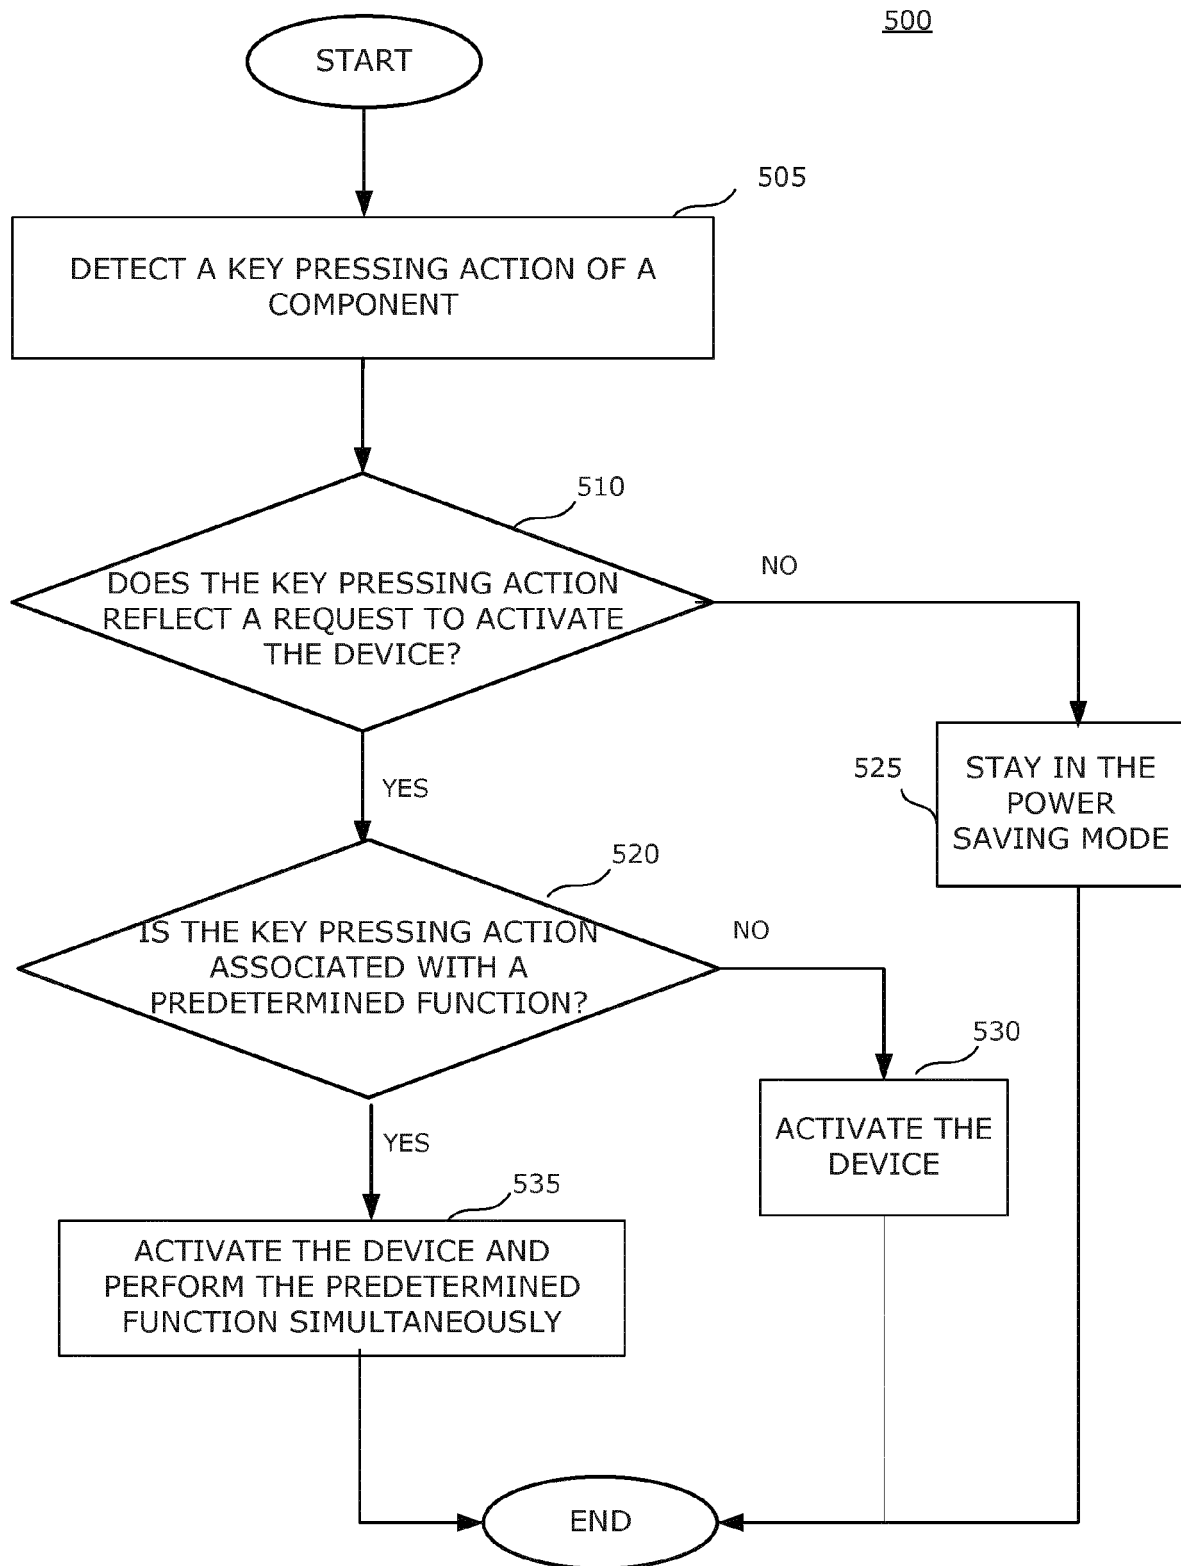 500
START
505
DETECT A KEY PRESSING ACTION OF A
COMPONENT
510
DOES THE KEY PRESSING ACTION
REFLECT A REQUEST TO ACTIVATE
THE DEVICE?
NO
YES
525
STAY IN THE
POWER
SAVING MODE
520
IS THE KEY PRESSING ACTION
ASSOCIATED WITH A
PREDETERMINED FUNCTION?
NO
YES
530
ACTIVATE THE
DEVICE
535
ACTIVATE THE DEVICE AND
PERFORM THE PREDETERMINED
FUNCTION SIMULTANEOUSLY
END